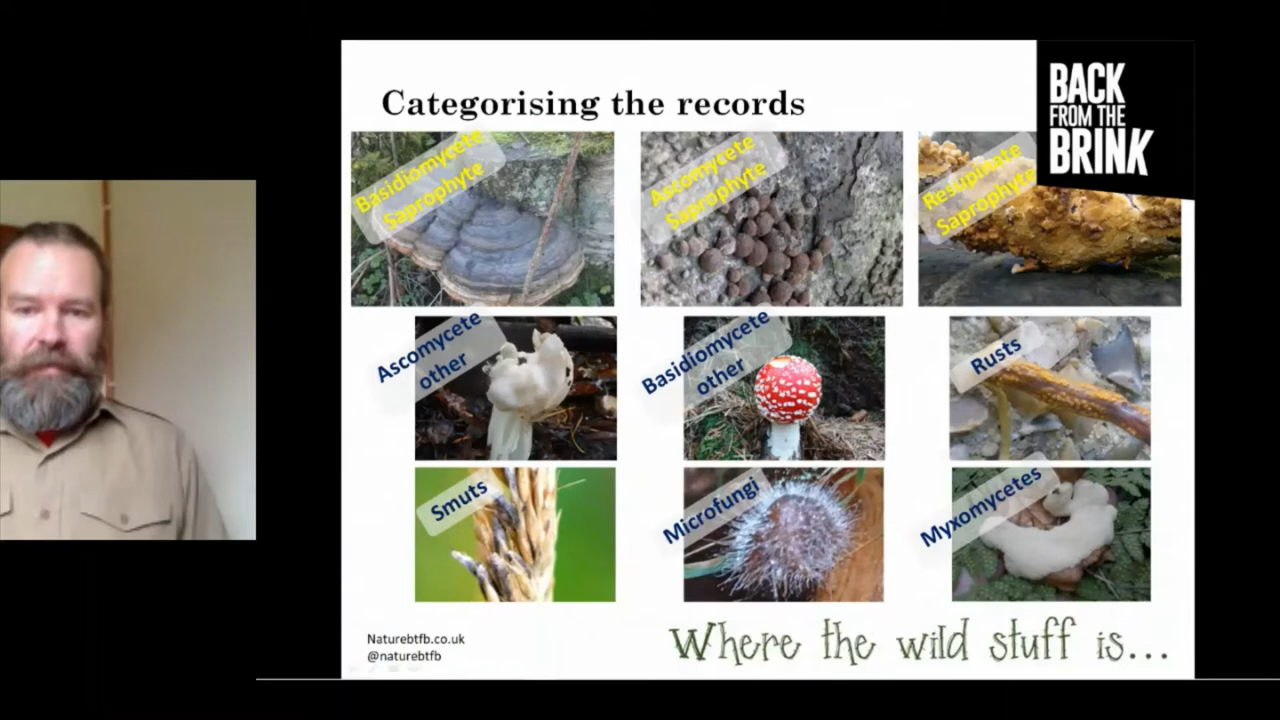 Categorising the records
BACK
FROM THE
BRINK
Basidiomycete
Saprophyte
Ascomycete
Saprophyte
Resupinate
Saprophyte
Ascomycete
other
Basidiomycete
other
Rusts
Smuts
Microfungi
Myxomycetes
Naturebtfb.co.uk
@naturebtfb
Where the wild stuff is...